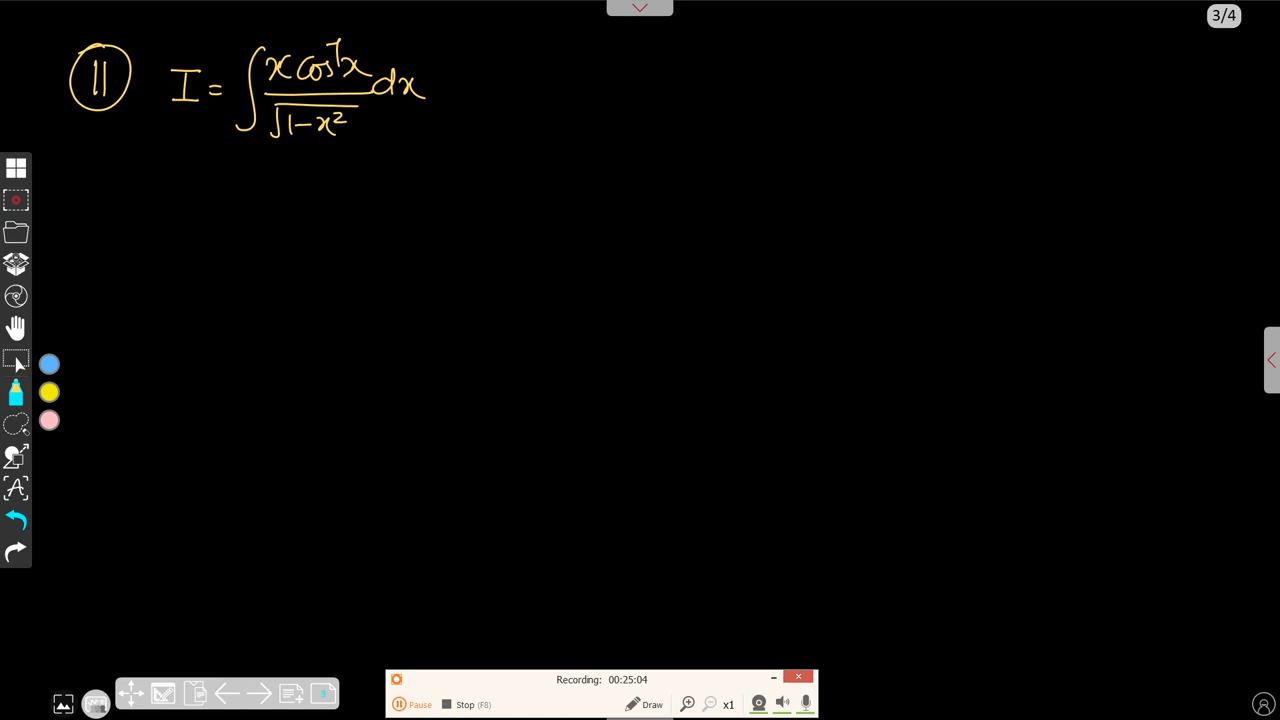 3/4
⑪ I = ∫ x cos⁻¹x / √1-x² dx
Recording: 00:25:04
Pause Stop (F8) Draw x1